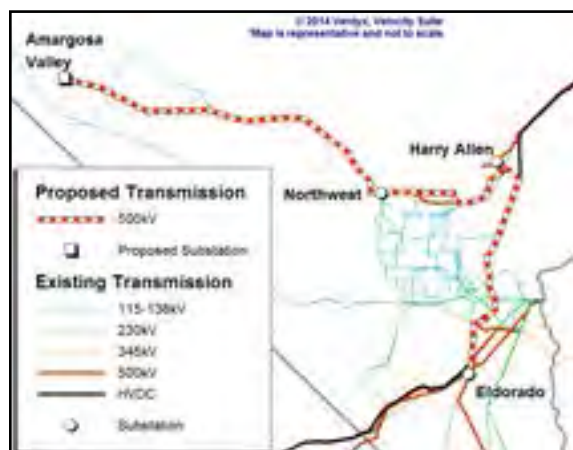 © 2014 Ventyx, Velocity Suite
*Map is representative and not to scale
Amargosa
Valley
Harry Allen
Northwest
Proposed Transmission
500kV
Proposed Substation
Existing Transmission
115-138kV
230kV
345kV
500kV
HVDC
Substation
Eldorado